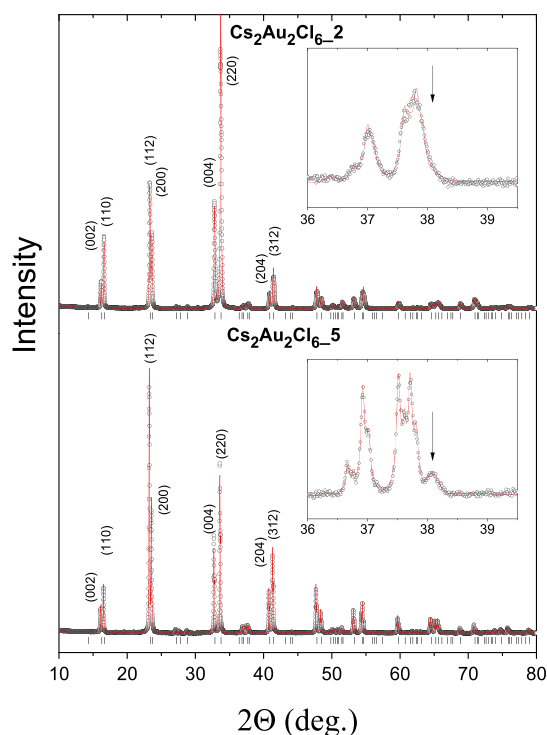 Cs2Au2Cl6_2
(220)
(112)
(200)
(004)
(110)
(002)
(312)
(204)
36 37 38 39
Intensity
Cs2Au2Cl6_5
(112)
(220)
(200)
(004)
(312)
(204)
(110)
(002)
36 37 38 39
10 20 30 40 50 60 70 80
2Θ (deg.)